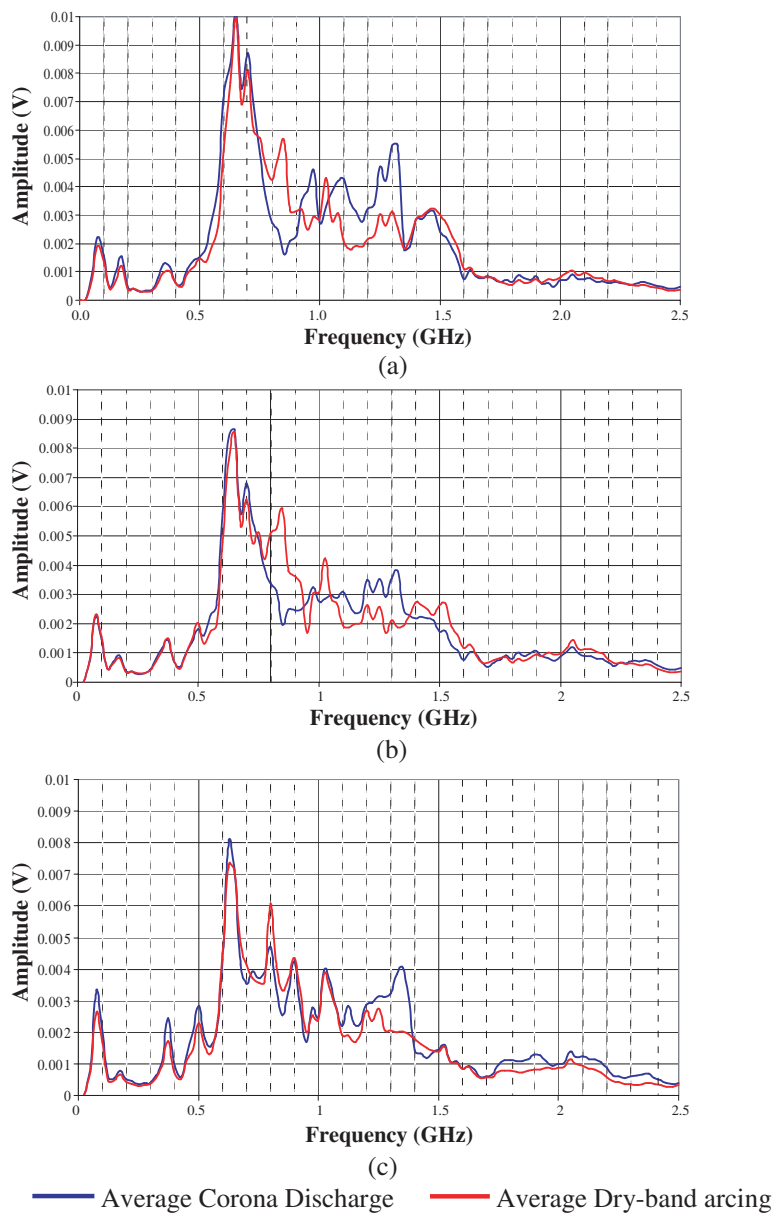 0.01
0.009
0.008
0.007
0.006
0.005
0.004
0.003
0.002
0.001
0
Amplitude (V)
0.0 0.5 1.0 1.5 2.0 2.5
Frequency (GHz)
(a)
0.01
0.009
0.008
0.007
0.006
0.005
0.004
0.003
0.002
0.001
0
Amplitude (V)
0 0.5 1 1.5 2 2.5
Frequency (GHz)
(b)
0.01
0.009
0.008
0.007
0.006
0.005
0.004
0.003
0.002
0.001
0
Amplitude (V)
0 0.5 1 1.5 2 2.5
Frequency (GHz)
(c)
Average Corona Discharge Average Dry-band arcing